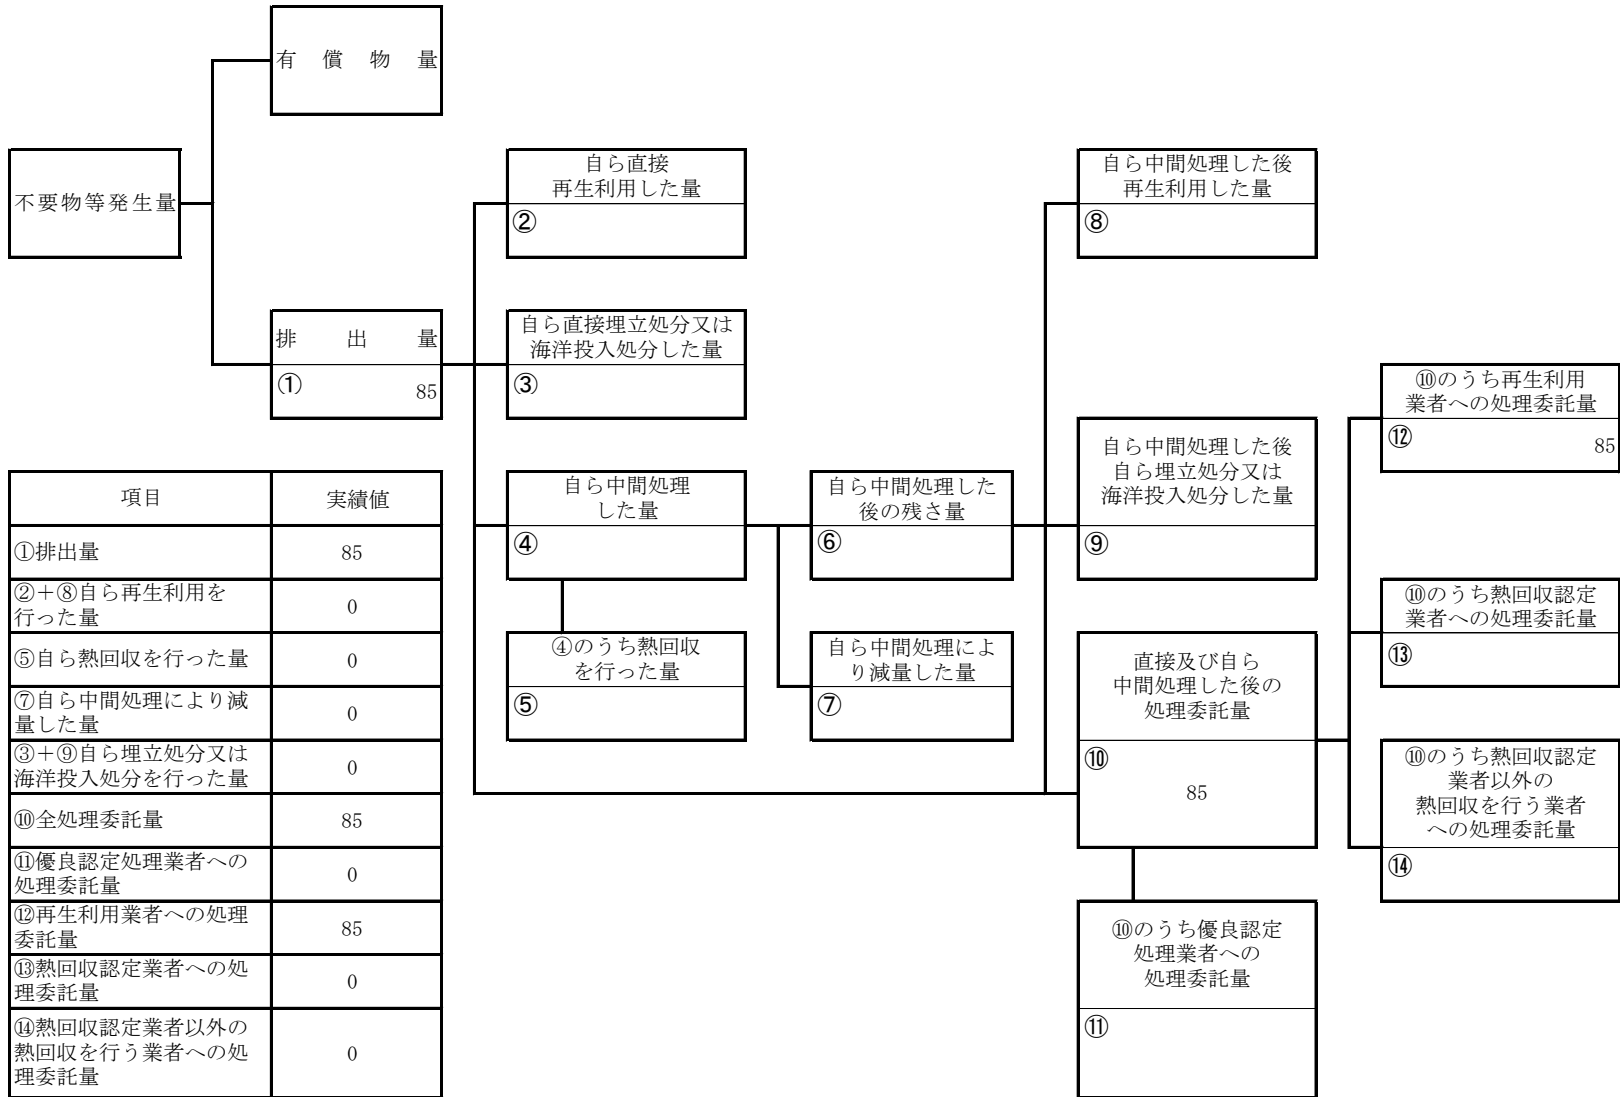 有償物量
不要物等発生量
排出量
① 85
自ら直接
再生利用した量
②
自ら直接埋立処分又は
海洋投入処分した量
③
自ら中間処理
した量
④
④のうち熱回収
を行った量
⑤
自ら中間処理した
後の残さ量
⑥
自ら中間処理によ
り減量した量
⑦
自ら中間処理した後
再生利用した量
⑧
自ら中間処理した後
自ら埋立処分又は
海洋投入処分した量
⑨
直接及び自ら
中間処理した後の
処理委託量
⑩
85
⑩のうち優良認定
処理業者への
処理委託量
⑪
⑩のうち再生利用
業者への処理委託量
⑫ 85
⑩のうち熱回収認定
業者への処理委託量
⑬
⑩のうち熱回収認定
業者以外の
熱回収を行う業者
への処理委託量
⑭
項目 実績値
①排出量 85
②＋⑧自ら再生利用を
行った量 0
⑤自ら熱回収を行った量 0
⑦自ら中間処理により減
量した量 0
③＋⑨自ら埋立処分又は
海洋投入処分を行った量 0
⑩全処理委託量 85
⑪優良認定処理業者への
処理委託量 0
⑫再生利用業者への処理
委託量 85
⑬熱回収認定業者への処
理委託量 0
⑭熱回収認定業者以外の
熱回収を行う業者への処
理委託量 0